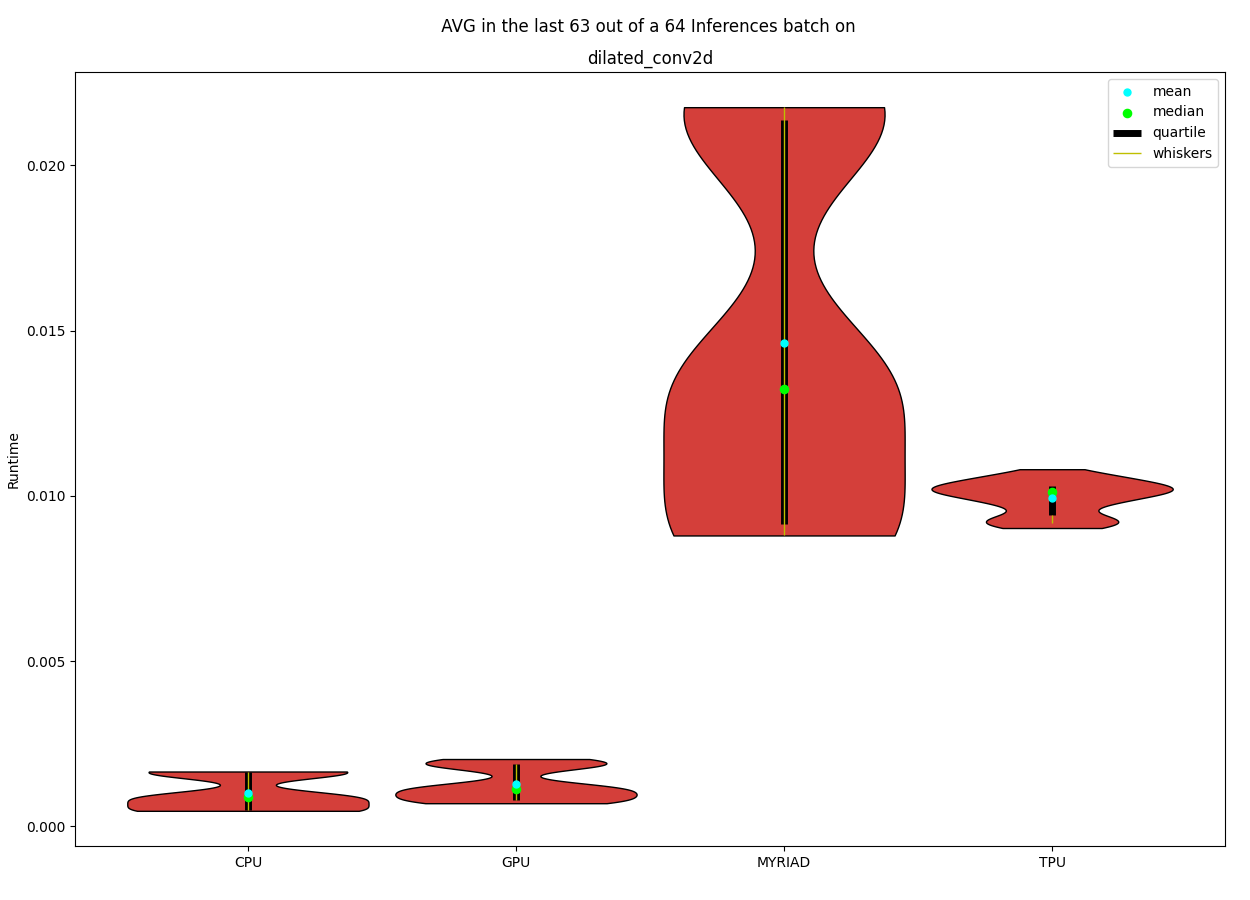 AVG in the last 63 out of a 64 Inferences batch on
dilated_conv2d
mean
median
quartile
whiskers
0.020
0.015
0.010
0.005
0.000
Runtime
CPU
GPU
MYRIAD
TPU